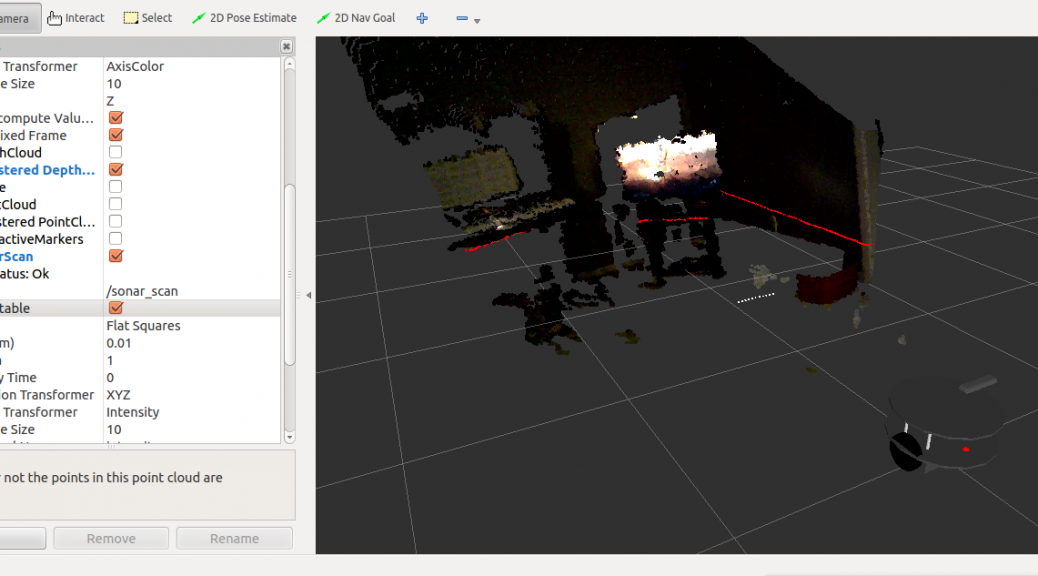 amera Interact Select 2D Pose Estimate 2D Nav Goal
Transformer AxisColor
e Size 10
Z
compute Valu...
ixed Frame
hCloud
stered Depth...
e
tCloud
stered PointCl...
activeMarkers
rScan
atus: Ok
/sonar_scan
table
Flat Squares
m) 0.01
1
y Time 0
ion Transformer XYZ
Transformer Intensity
e Size 10
not the points in this point cloud are
Remove Rename